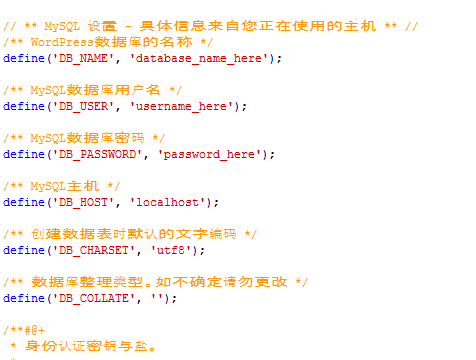 // ** MySQL 设置 - 具体信息来自您正在使用的主机 ** //
/** WordPress数据库的名称 */
define('DB_NAME', 'database_name_here');
/** MySQL数据库用户名 */
define('DB_USER', 'username_here');
/** MySQL数据库密码 */
define('DB_PASSWORD', 'password_here');
/** MySQL主机 */
define('DB_HOST', 'localhost');
/** 创建数据表时默认的文字编码 */
define('DB_CHARSET', 'utf8');
/** 数据库整理类型。如不确定请勿更改 */
define('DB_COLLATE', '');
/**#@+
* 身份认证密钥与盐。